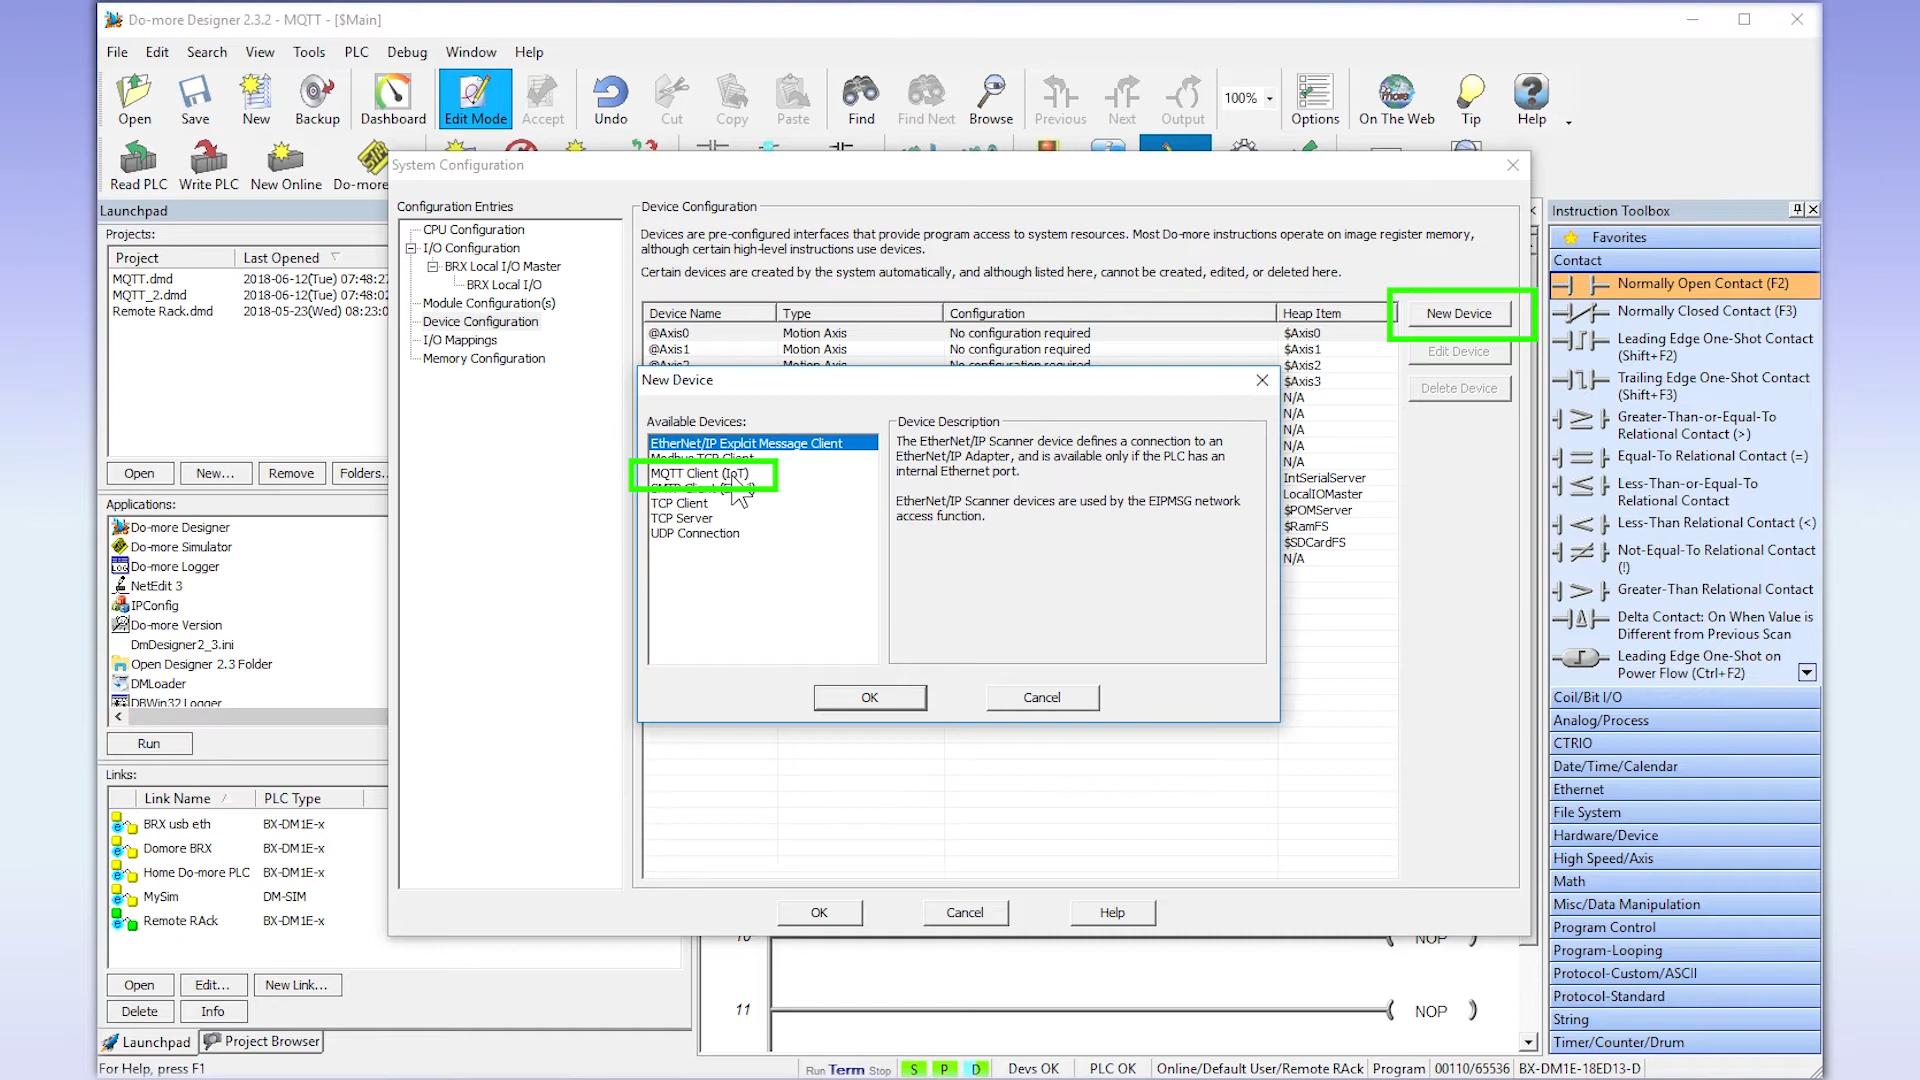 Do-more Designer 2.3.2 - MQTT - [$Main]
File Edit Search View Tools PLC Debug Window Help
Open Save New Backup Dashboard Edit Mode Accept Undo Cut Copy Paste Find Find Next Browse Previous Next Output 100% Options On The Web Tip Help
Read PLC Write PLC New Online Do-more
Launchpad
Projects:
Project Last Opened
MQTT.dmd 2018-06-12(Tue) 07:48:27
MQTT_2.dmd 2018-06-12(Tue) 07:48:02
Remote Rack.dmd 2018-05-23(Wed) 08:23:0
Open New... Remove Folders..
Applications:
Do-more Designer
Do-more Simulator
Do-more Logger
NetEdit 3
IPConfig
Do-more Version
DmDesigner2_3.ini
Open Designer 2.3 Folder
DMLoader
DBWin32 Logger
Run
Links:
Link Name PLC Type
BRX usb eth BX-DM1E-x
Domore BRX BX-DM1E-x
Home Do-more PLC BX-DM1E-x
MySim DM-SIM
Remote RAck BX-DM1E-x
Open Edit... New Link...
Delete Info
Launchpad Project Browser
System Configuration
Configuration Entries
CPU Configuration
I/O Configuration
BRX Local I/O Master
BRX Local I/O
Module Configuration(s)
Device Configuration
I/O Mappings
Memory Configuration
Device Configuration
Devices are pre-configured interfaces that provide program access to system resources. Most Do-more instructions operate on image register memory,
although certain high-level instructions use devices.
Certain devices are created by the system automatically, and although listed here, cannot be created, edited, or deleted here.
Device Name Type Configuration Heap Item
@Axis0 Motion Axis No configuration required $Axis0
@Axis1 Motion Axis No configuration required $Axis1
@Axis2 Motion Axis No configuration required $Axis2
$Axis3
N/A
N/A
N/A
N/A
N/A
IntSerialServer
LocalIOMaster
$POMServer
$RamFS
$SDCardFS
N/A
New Device
Edit Device
Delete Device
New Device
Available Devices:
EtherNet/IP Explcit Message Client
Modbus TCP Client
MQTT Client (IoT)
SMTP Client
TCP Client
TCP Server
UDP Connection
Device Description
The EtherNet/IP Scanner device defines a connection to an
EtherNet/IP Adapter, and is available only if the PLC has an
internal Ethernet port.
EtherNet/IP Scanner devices are used by the EIPMSG network
access function.
OK Cancel
OK Cancel Help
10 NOP
11 NOP
Instruction Toolbox
Favorites
Contact
Normally Open Contact (F2)
Normally Closed Contact (F3)
Leading Edge One-Shot Contact
(Shift+F2)
Trailing Edge One-Shot Contact
(Shift+F3)
Greater-Than-or-Equal-To
Relational Contact (>)
Equal-To Relational Contact (=)
Less-Than-or-Equal-To
Relational Contact
Less-Than Relational Contact (<)
Not-Equal-To Relational Contact
(!)
Greater-Than Relational Contact
Delta Contact: On When Value is
Different from Previous Scan
Leading Edge One-Shot on
Power Flow (Ctrl+F2)
Coil/Bit I/O
Analog/Process
CTRIO
Date/Time/Calendar
Ethernet
File System
Hardware/Device
High Speed/Axis
Math
Misc/Data Manipulation
Program Control
Program-Looping
Protocol-Custom/ASCII
Protocol-Standard
String
Timer/Counter/Drum
For Help, press F1
Run Term Stop S P D Devs OK PLC OK Online/Default User/Remote RAck Program 00110/65536 BX-DM1E-18ED13-D